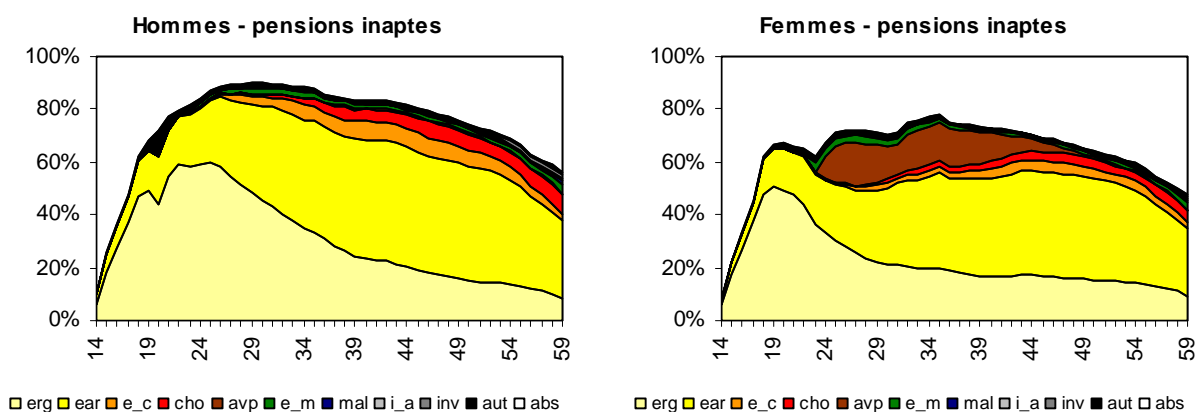 Hommes - pensions inaptes
100%
80%
60%
40%
20%
0%
14 19 24 29 34 39 44 49 54 59
erg ear e_c cho avp e_m mal i_a inv aut abs
Femmes - pensions inaptes
100%
80%
60%
40%
20%
0%
14 19 24 29 34 39 44 49 54 59
erg ear e_c cho avp e_m mal i_a inv aut abs